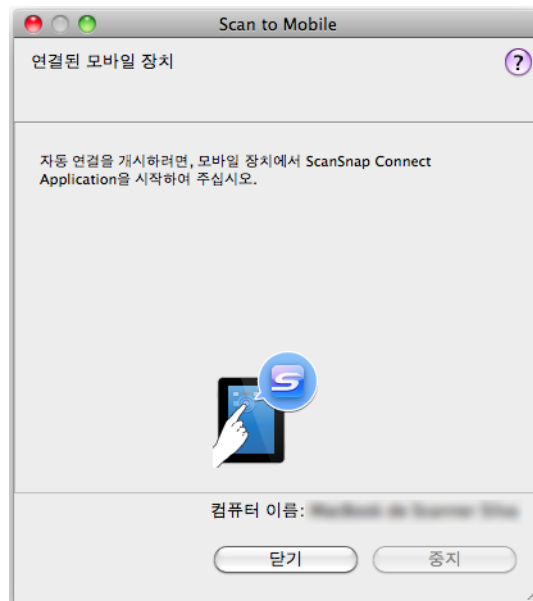 Scan to Mobile
연결된 모바일 장치
?
자동 연결을 개시하려면, 모바일 장치에서 ScanSnap Connect
Application을 시작하여 주십시오.
컴퓨터 이름:
닫기
중지